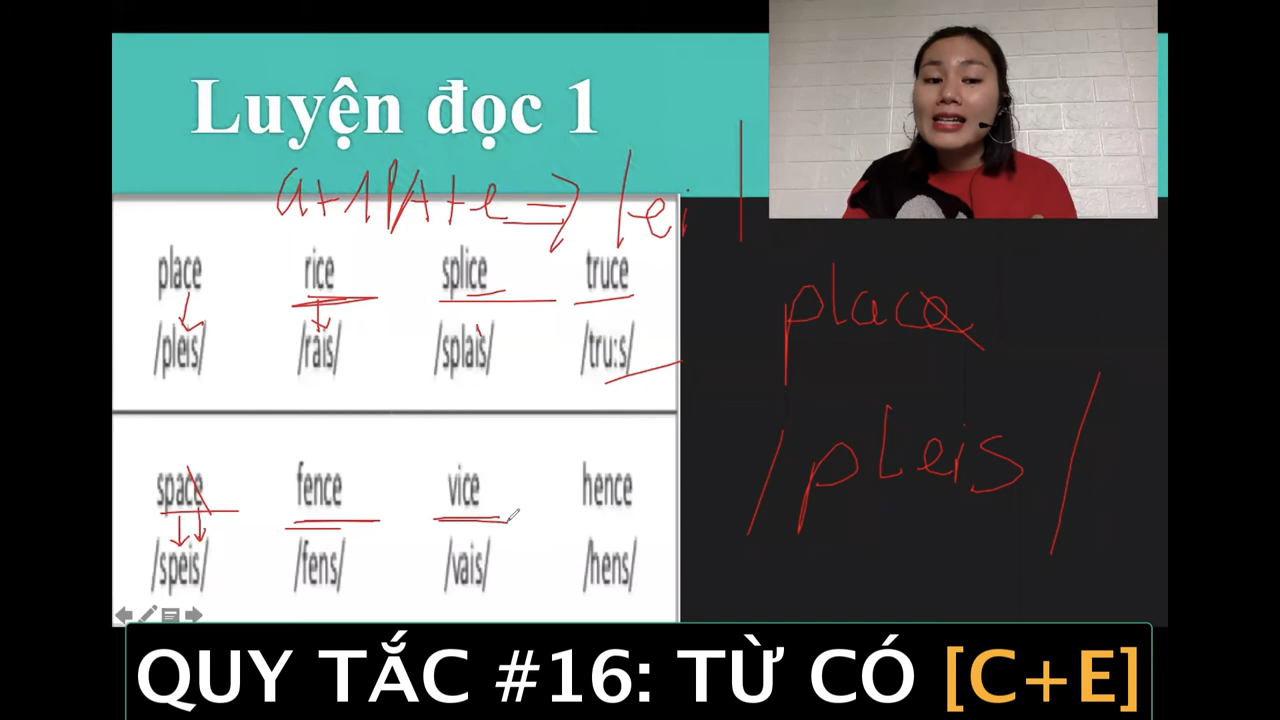 Luyện đọc 1
a+1PA+e => /ei/
place rice splice truce
/pleis/ /rais/ /splais/ /tru:s/
place
/pleis/
space fence vice hence
/speis/ /fens/ /vais/ /hens/
QUY TẮC #16: TỪ CÓ [C+E]